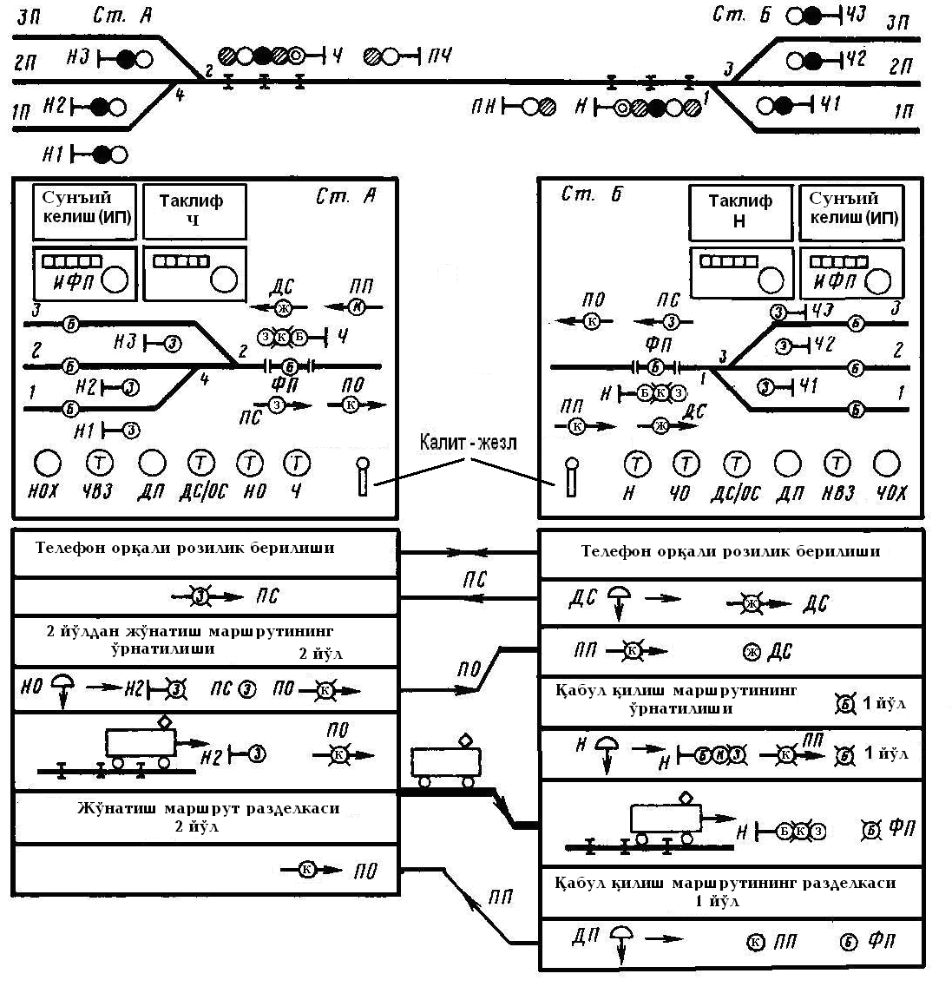 3П Ст. А Ст. Б Ч3 3П
2П Н3 2 Ч ПЧ 3 Ч2 2П
1П Н2 4 ПН Н 1 Ч1 1П
Н1
Сунъий келиш (ИП)
Таклиф Ч
Ст. А
ИФП
ДС ПП
Ж И
3 Б Н3 З З К Б Ч
2 Б Н2 З 2 Б
1 Б 4 ФП ПО
Н1 З ПС З К
Т Т Т Т
НОХ ЧВЗ ДП ДС/ОС НО Ч
Калит - жезл
Ст. Б
Таклиф Н
Сунъий келиш (ИП)
ИФП
ПО ПС З Ч3 3
К З Б
ФП З Ч2 2
Б 3 Б
Н Б К З 1 З Ч1 1
ПП ДС Б
К Ж
Т Т Т Т
Н ЧО ДС/ОС ДП НВЗ ЧОХ
Телефон орқали розилик берилиши
З ПС
2 йўлдан жўнатиш маршрутининг
ўрнатилиши 2 йўл
НО Н2 З ПС З ПО К
ПО
Н2 З К
Жўнатиш маршрут разделкаси
2 йўл
К ПО
ПС
ПО
ПП
Телефон орқали розилик берилиши
ДС Ж ДС
ПП К Ж ДС
Қабул қилиш маршрутининг
ўрнатилиши Б 1 йўл
Н Н Б И З К ПП Б 1 йўл
Н Б К З Б ФП
Қабул қилиш маршрутининг разделкаси
1 йўл
ДП К ПП Б ФП